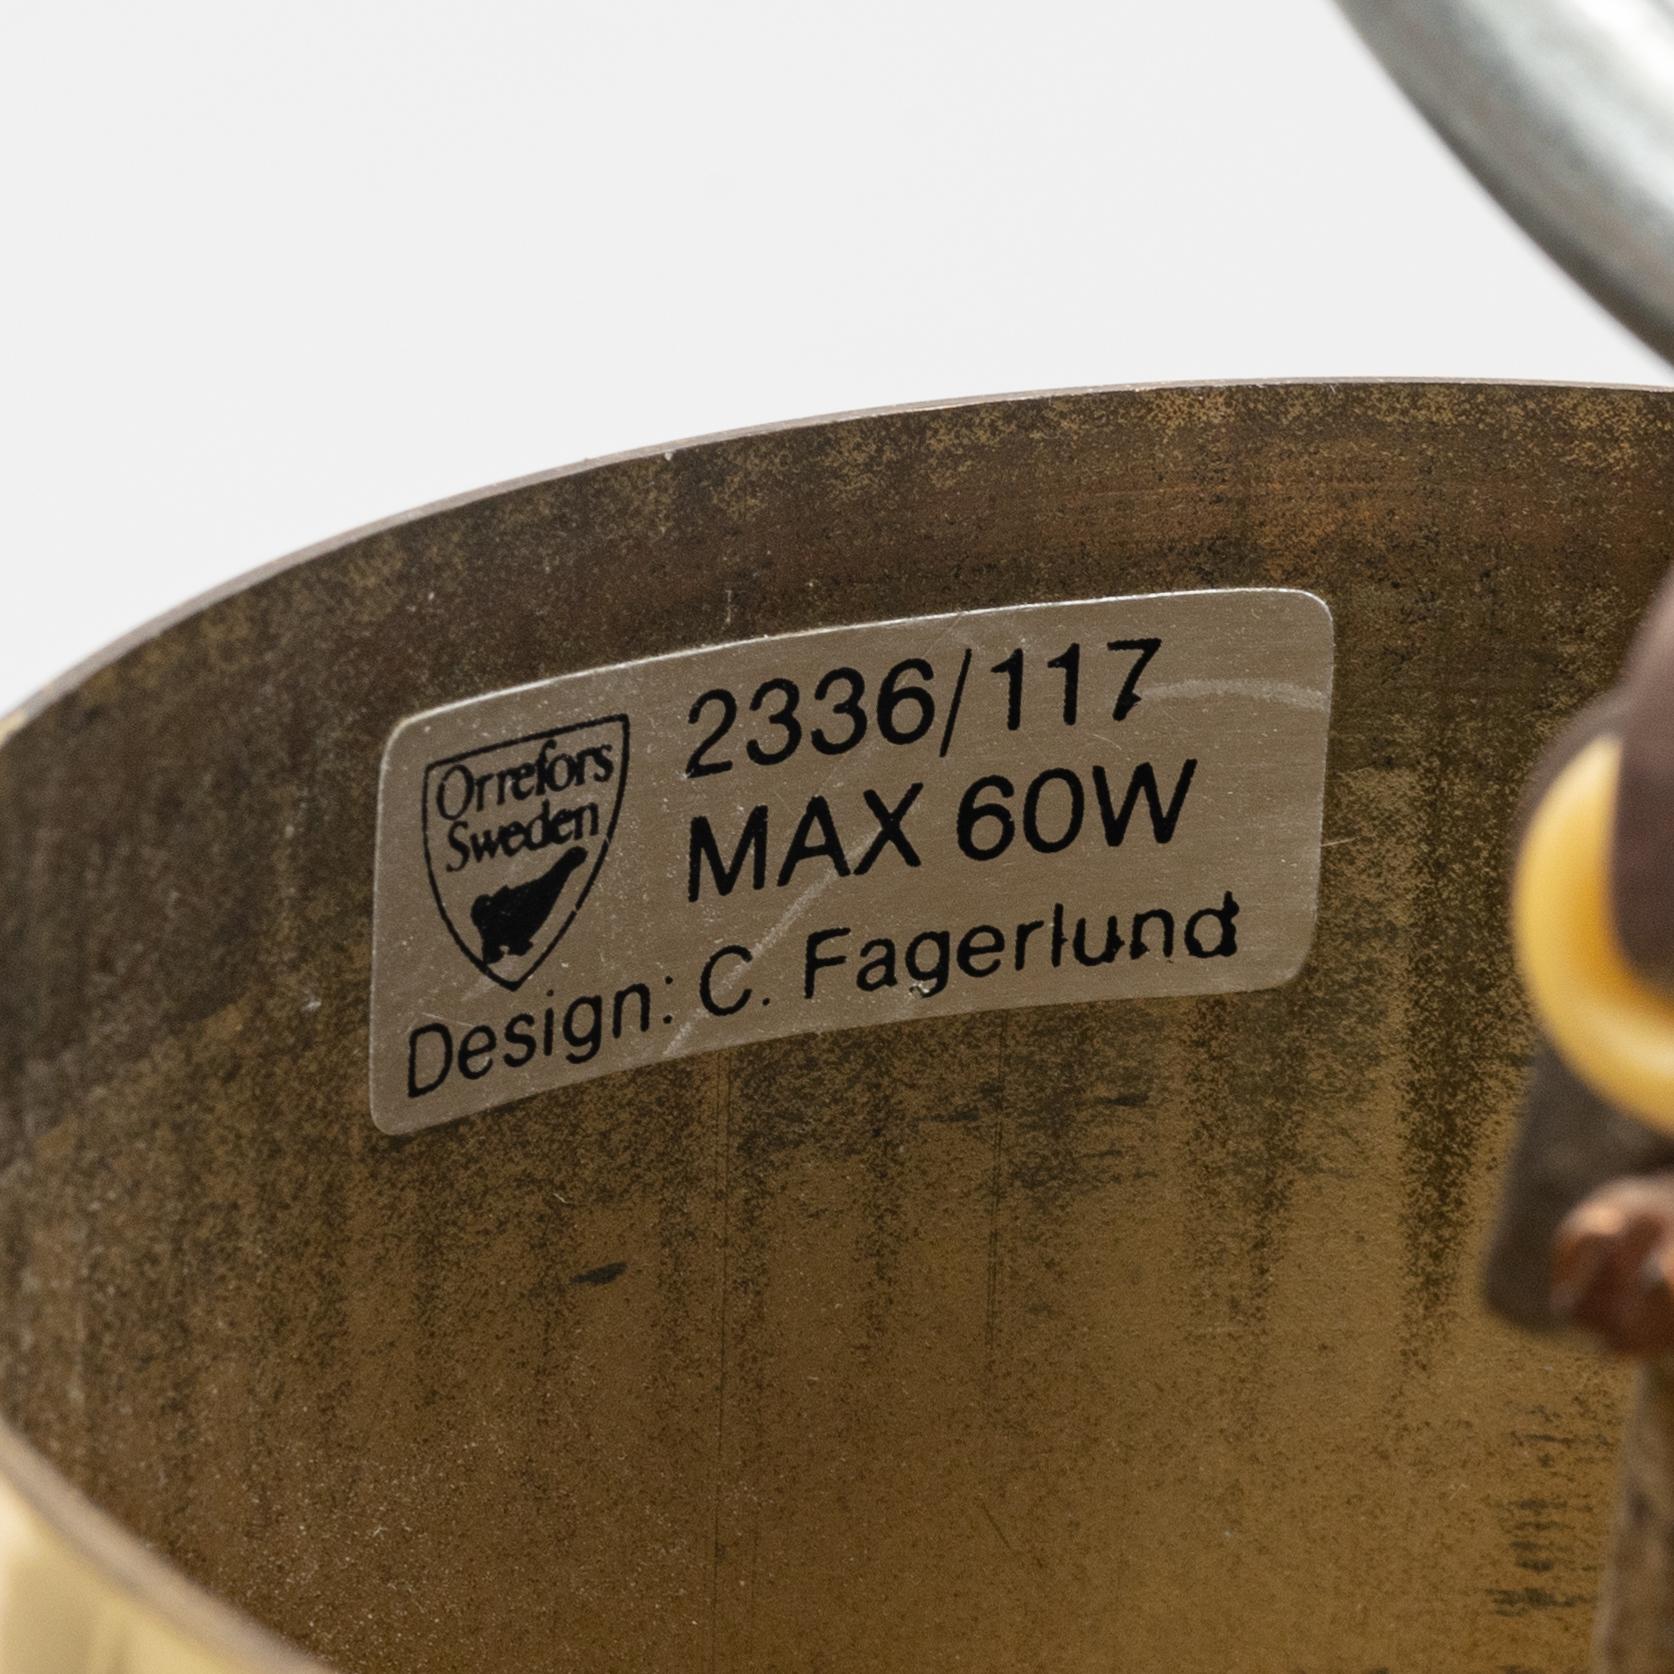 Orrefors
Sweden
2336/117
MAX 60W
Design: C. Fagerlund